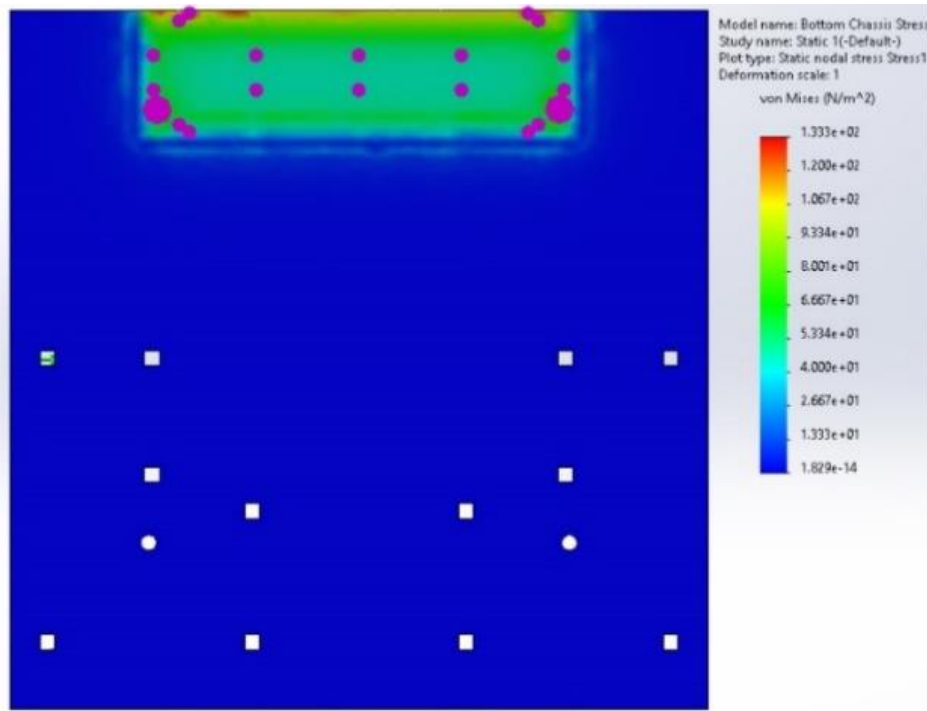 Model name: Bottom Chassis Stress
Study name: Static 1(-Default-)
Plot type: Static nodal stress Stress1
Deformation scale: 1
von Mises (N/m^2)
1.333e+02
1.200e+02
1.067e+02
9.334e+01
8.001e+01
6.667e+01
5.334e+01
4.000e+01
2.667e+01
1.333e+01
1.829e-14